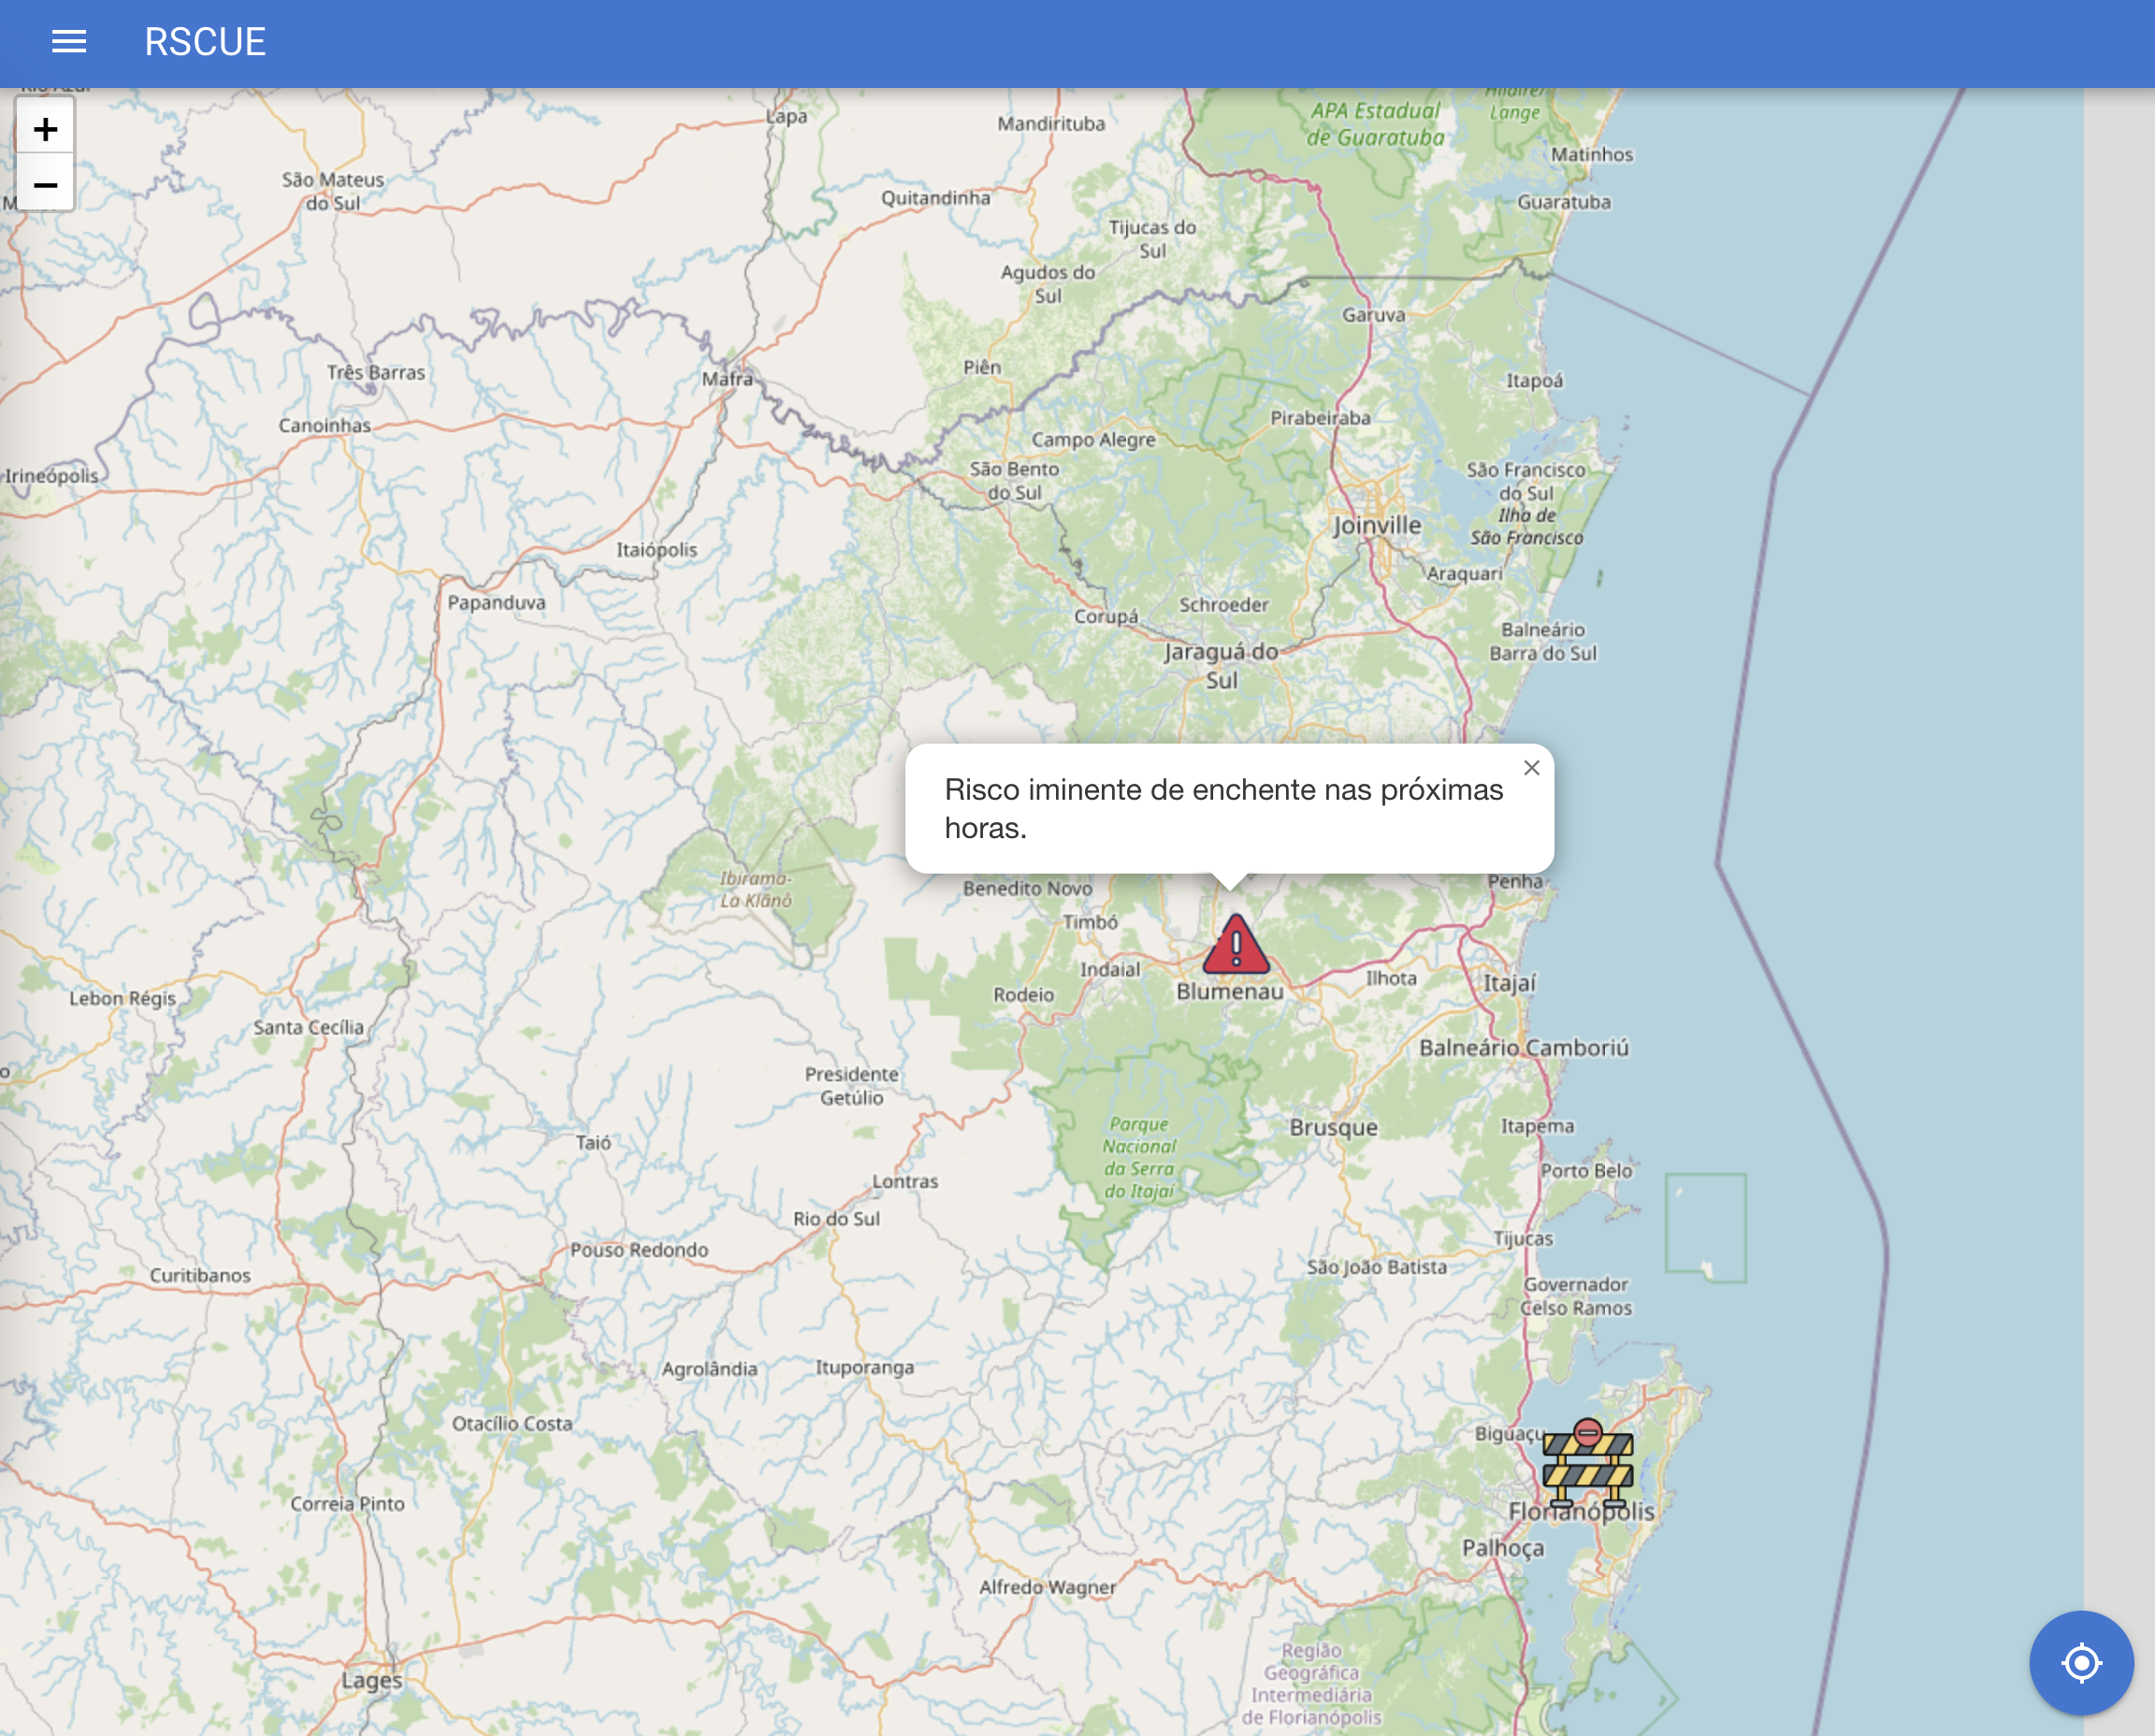 RSCUE
+
−
Lapa
Mandirituba
APA Estadual
de Guaratuba
Lange
Matinhos
São Mateus
do Sul
Quitandinha
Guaratuba
Tijucas do
Sul
Agudos do
Sul
Garuva
Três Barras
Mafra
Piên
Itapoá
Canoinhas
Campo Alegre
Pirabeiraba
Irineópolis
São Bento
do Sul
São Francisco
do Sul
Ilha de
São Francisco
Joinville
Itaiópolis
Araquari
Papanduva
Corupá
Schroeder
Balneário
Barra do Sul
Jaraguá do
Sul
Risco iminente de enchente nas próximas
horas.
Ibirama-
La Klãnô
Benedito Novo
Penha
Timbó
Indaial
Ilhota
Itajaí
Rodeio
Blumenau
Lebon Régis
Santa Cecília
Balneário Camboriú
Presidente
Getúlio
Parque
Nacional
da Serra
do Itajaí
Brusque
Itapema
Taió
Porto Belo
Lontras
Rio do Sul
Pouso Redondo
Tijucas
Curitibanos
São João Batista
Governador
Celso Ramos
Agrolândia
Ituporanga
Otacílio Costa
Biguaçu
Correia Pinto
Florianópolis
Palhoça
Alfredo Wagner
Lages
Região
Geográfica
Intermediária
de Florianópolis